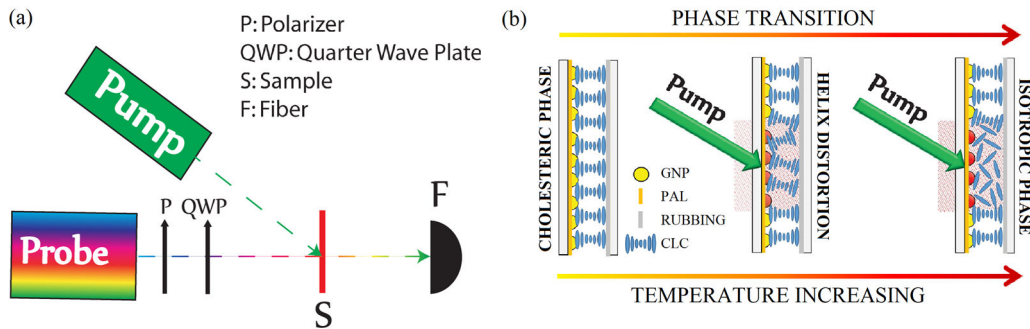 (a)
P: Polarizer
QWP: Quarter Wave Plate
S: Sample
F: Fiber
Pump
Probe
P
QWP
F
S
(b)
PHASE TRANSITION
CHOLESTERIC PHASE
GNP
PAL
RUBBING
CLC
Pump
HELIX DISTORTION
Pump
ISOTROPIC PHASE
TEMPERATURE INCREASING